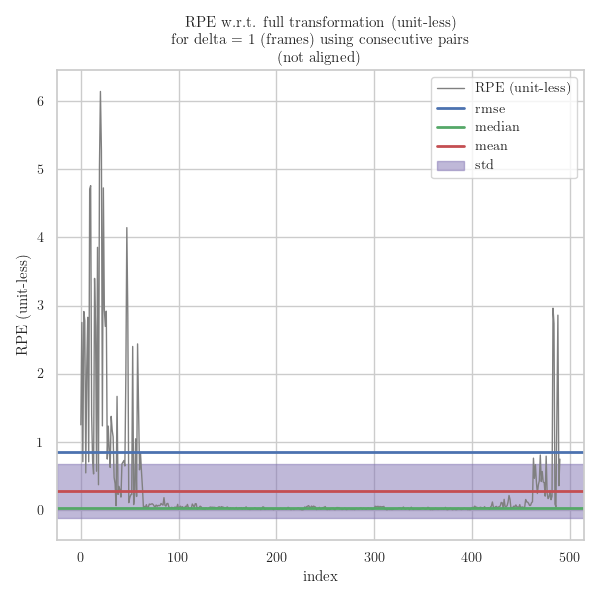 RPE w.r.t. full transformation (unit-less)
for delta = 1 (frames) using consecutive pairs
(not aligned)
RPE (unit-less)
rmse
median
mean
std
RPE (unit-less)
6
5
4
3
2
1
0
0 100 200 300 400 500
index